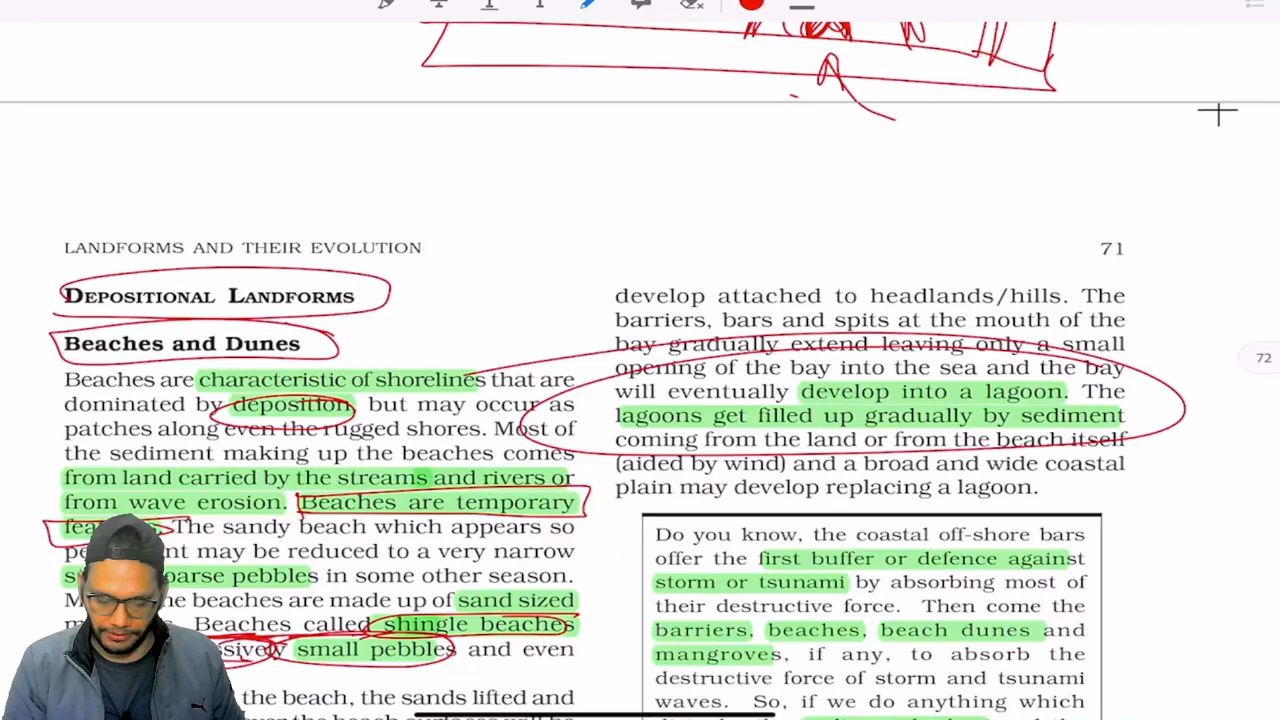 LANDFORMS AND THEIR EVOLUTION
71
DEPOSITIONAL LANDFORMS
Beaches and Dunes
Beaches are characteristic of shorelines that are
dominated by deposition, but may occur as
patches along even the rugged shores. Most of
the sediment making up the beaches comes
from land carried by the streams and rivers or
from wave erosion. Beaches are temporary
The sandy beach which appears so
may be reduced to a very narrow
pebbles in some other season.
the beaches are made up of sand sized
Beaches called shingle beaches
small pebbles and even
the beach, the sands lifted and
develop attached to headlands/hills. The
barriers, bars and spits at the mouth of the
bay gradually extend leaving only a small
opening of the bay into the sea and the bay
will eventually develop into a lagoon. The
lagoons get filled up gradually by sediment
coming from the land or from the beach itself
(aided by wind) and a broad and wide coastal
plain may develop replacing a lagoon.
Do you know, the coastal off-shore bars
offer the first buffer or defence against
storm or tsunami by absorbing most of
their destructive force. Then come the
barriers, beaches, beach dunes and
mangroves, if any, to absorb the
destructive force of storm and tsunami
waves. So, if we do anything which
72